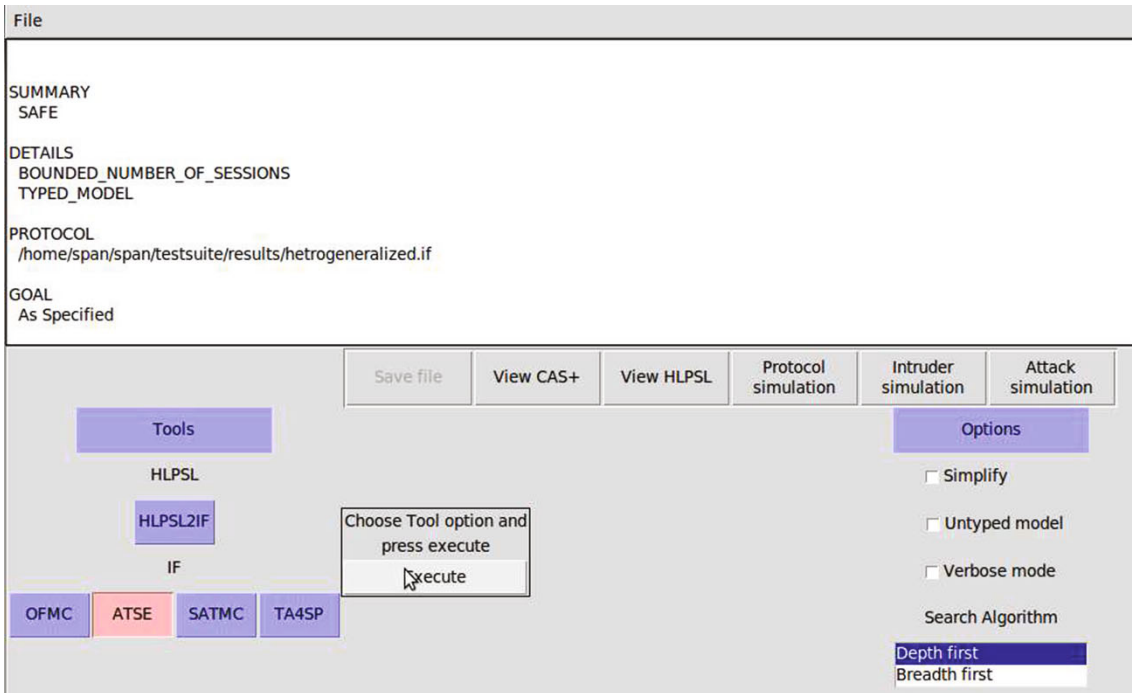 File
SUMMARY
SAFE
DETAILS
BOUNDED_NUMBER_OF_SESSIONS
TYPED_MODEL
PROTOCOL
/home/span/span/testsuite/results/hetrogeneralized.if
GOAL
As Specified
Save file
View CAS+
View HLPSL
Protocol
simulation
Intruder
simulation
Attack
simulation
Tools
HLPSL
HLPSL2IF
IF
OFMC
ATSE
SATMC
TA4SP
Choose Tool option and
press execute
Execute
Options
Simplify
Untyped model
Verbose mode
Search Algorithm
Depth first
Breadth first